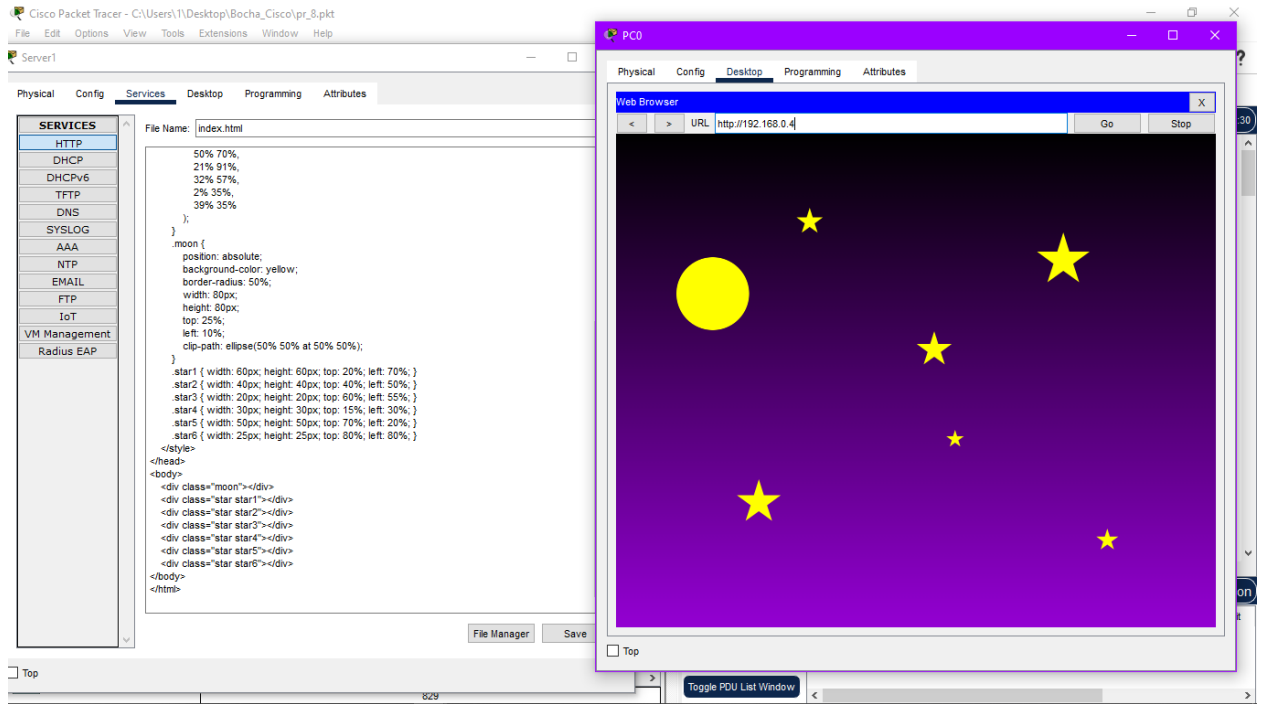 Cisco Packet Tracer - C:\Users\1\Desktop\Bocha_Cisco\pr_8.pkt
File Edit Options View Tools Extensions Window Help
Server1
Physical Config Services Desktop Programming Attributes
SERVICES
HTTP
DHCP
DHCPv6
TFTP
DNS
SYSLOG
AAA
NTP
EMAIL
FTP
IoT
VM Management
Radius EAP
File Name: index.html
50% 70%,
21% 91%,
32% 57%,
2% 35%,
39% 35%
);
}
.moon {
position: absolute;
background-color: yellow;
border-radius: 50%;
width: 80px;
height: 80px;
top: 25%;
left: 10%;
clip-path: ellipse(50% 50% at 50% 50%);
}
.star1 { width: 60px; height: 60px; top: 20%; left: 70%; }
.star2 { width: 40px; height: 40px; top: 40%; left: 50%; }
.star3 { width: 20px; height: 20px; top: 60%; left: 55%; }
.star4 { width: 30px; height: 30px; top: 15%; left: 30%; }
.star5 { width: 50px; height: 50px; top: 70%; left: 20%; }
.star6 { width: 25px; height: 25px; top: 80%; left: 80%; }
</style>
</head>
<body>
<div class="moon"></div>
<div class="star star1"></div>
<div class="star star2"></div>
<div class="star star3"></div>
<div class="star star4"></div>
<div class="star star5"></div>
<div class="star star6"></div>
</body>
</html>
File Manager Save
Top
829
PC0
Physical Config Desktop Programming Attributes
Web Browser X
< > URL http://192.168.0.4 Go Stop
Top
?
:30
on
Toggle PDU List Window